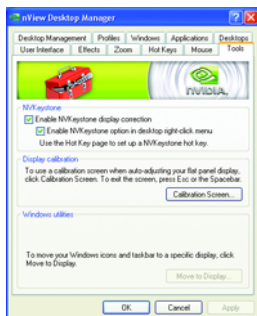 nView Desktop Manager
Desktop Management Profiles Windows Applications Desktops
User Interface Effects Zoom Hot Keys Mouse Tools
NVIDIA.
NVKeystone
Enable NVKeystone display correction
Enable NVKeystone option in desktop right-click menu
Use the Hot Key page to set up a NVKeystone hot key.
Display calibration
To use a calibration screen when auto-adjusting your flat panel display,
click Calibration Screen. To exit the screen, press Esc or the Spacebar.
Calibration Screen...
Windows utilities
To move your Windows icons and taskbar to a specific display, click
Move to Display.
Move to Display...
OK Cancel Apply